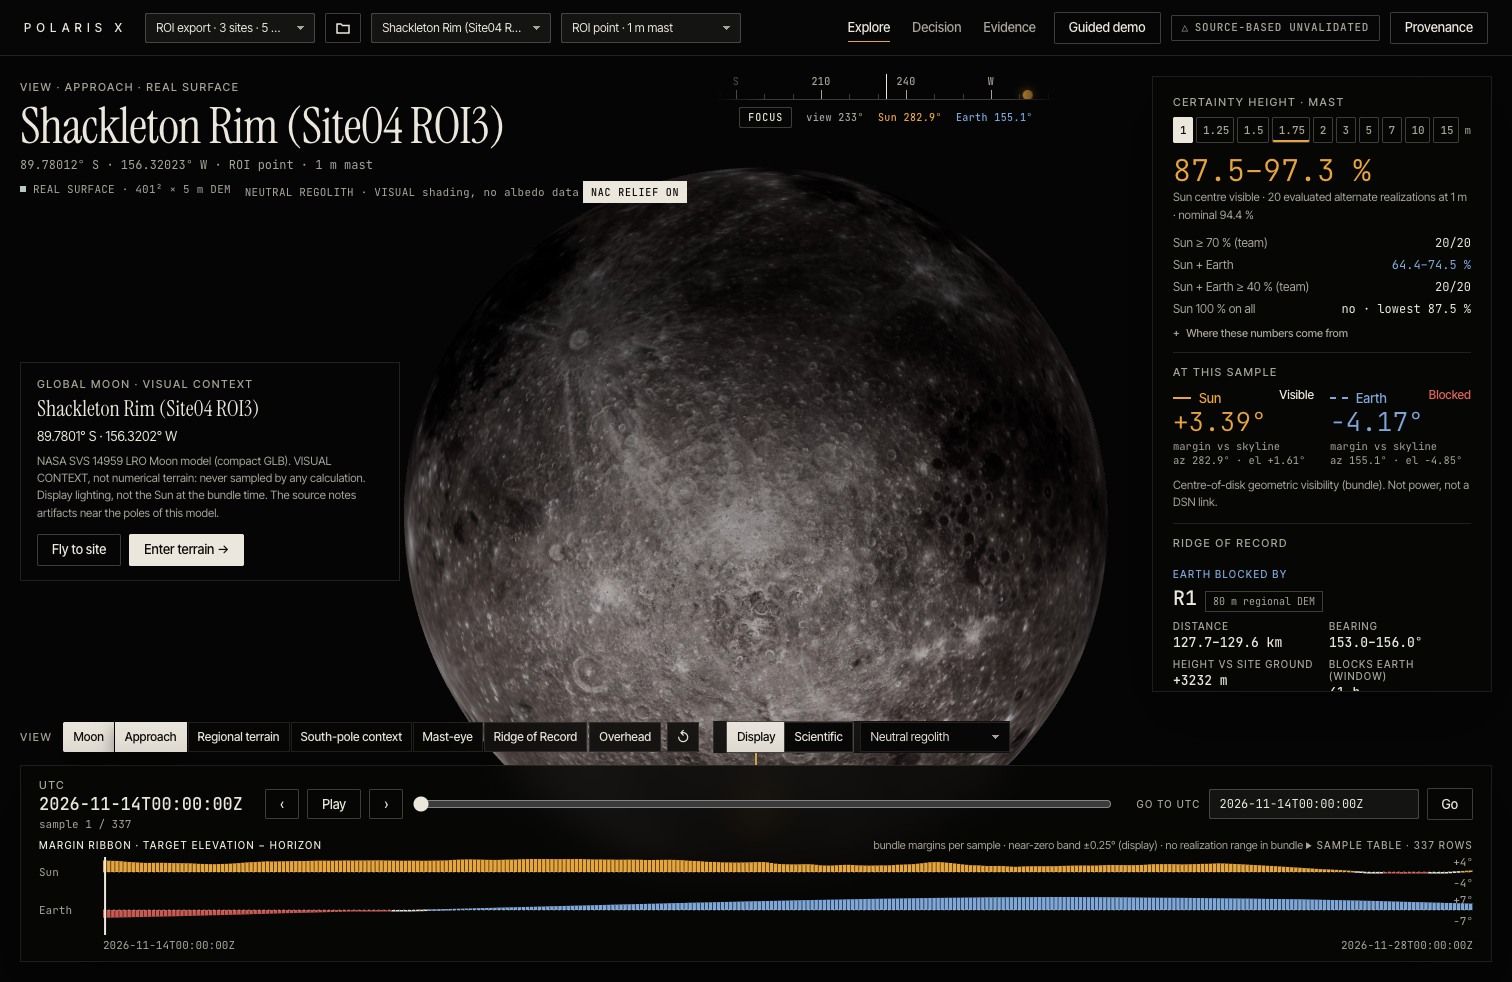 POLARIS X
ROI export · 3 sites · 5 ...
Shackleton Rim (Site04 R...
ROI point · 1 m mast
Explore
Decision
Evidence
Guided demo
△ SOURCE-BASED UNVALIDATED
Provenance
VIEW · APPROACH · REAL SURFACE
Shackleton Rim (Site04 ROI3)
89.78012° S · 156.32023° W · ROI point · 1 m mast
REAL SURFACE · 401² × 5 m DEM
NEUTRAL REGOLITH · VISUAL shading, no albedo data
NAC RELIEF ON
S 210 240 W
FOCUS view 233° Sun 282.9° Earth 155.1°
GLOBAL MOON · VISUAL CONTEXT
Shackleton Rim (Site04 ROI3)
89.7801° S · 156.3202° W
NASA SVS 14959 LRO Moon model (compact GLB). VISUAL
CONTEXT, not numerical terrain: never sampled by any calculation.
Display lighting, not the Sun at the bundle time. The source notes
artifacts near the poles of this model.
Fly to site
Enter terrain →
CERTAINTY HEIGHT · MAST
1 1.25 1.5 1.75 2 3 5 7 10 15 m
87.5–97.3 %
Sun centre visible · 20 evaluated alternate realizations at 1 m
· nominal 94.4 %
Sun ≥ 70 % (team) 20/20
Sun + Earth 64.4–74.5 %
Sun + Earth ≥ 40 % (team) 20/20
Sun 100 % on all no · lowest 87.5 %
+ Where these numbers come from
AT THIS SAMPLE
Sun Visible
+3.39°
margin vs skyline
az 282.9° · el +1.61°
Earth Blocked
-4.17°
margin vs skyline
az 155.1° · el -4.85°
Centre-of-disk geometric visibility (bundle). Not power, not a
DSN link.
RIDGE OF RECORD
EARTH BLOCKED BY
R1 80 m regional DEM
DISTANCE
127.7–129.6 km
BEARING
153.0–156.0°
HEIGHT VS SITE GROUND
+3232 m
BLOCKS EARTH
(WINDOW)
VIEW Moon Approach Regional terrain South-pole context Mast-eye Ridge of Record Overhead
Display Scientific Neutral regolith
UTC
2026-11-14T00:00:00Z
sample 1 / 337
‹ Play ›
GO TO UTC 2026-11-14T00:00:00Z Go
MARGIN RIBBON · TARGET ELEVATION − HORIZON
bundle margins per sample · near-zero band ±0.25° (display) · no realization range in bundle ▶ SAMPLE TABLE · 337 ROWS
Sun +4°
-4°
Earth +7°
-7°
2026-11-14T00:00:00Z 2026-11-28T00:00:00Z